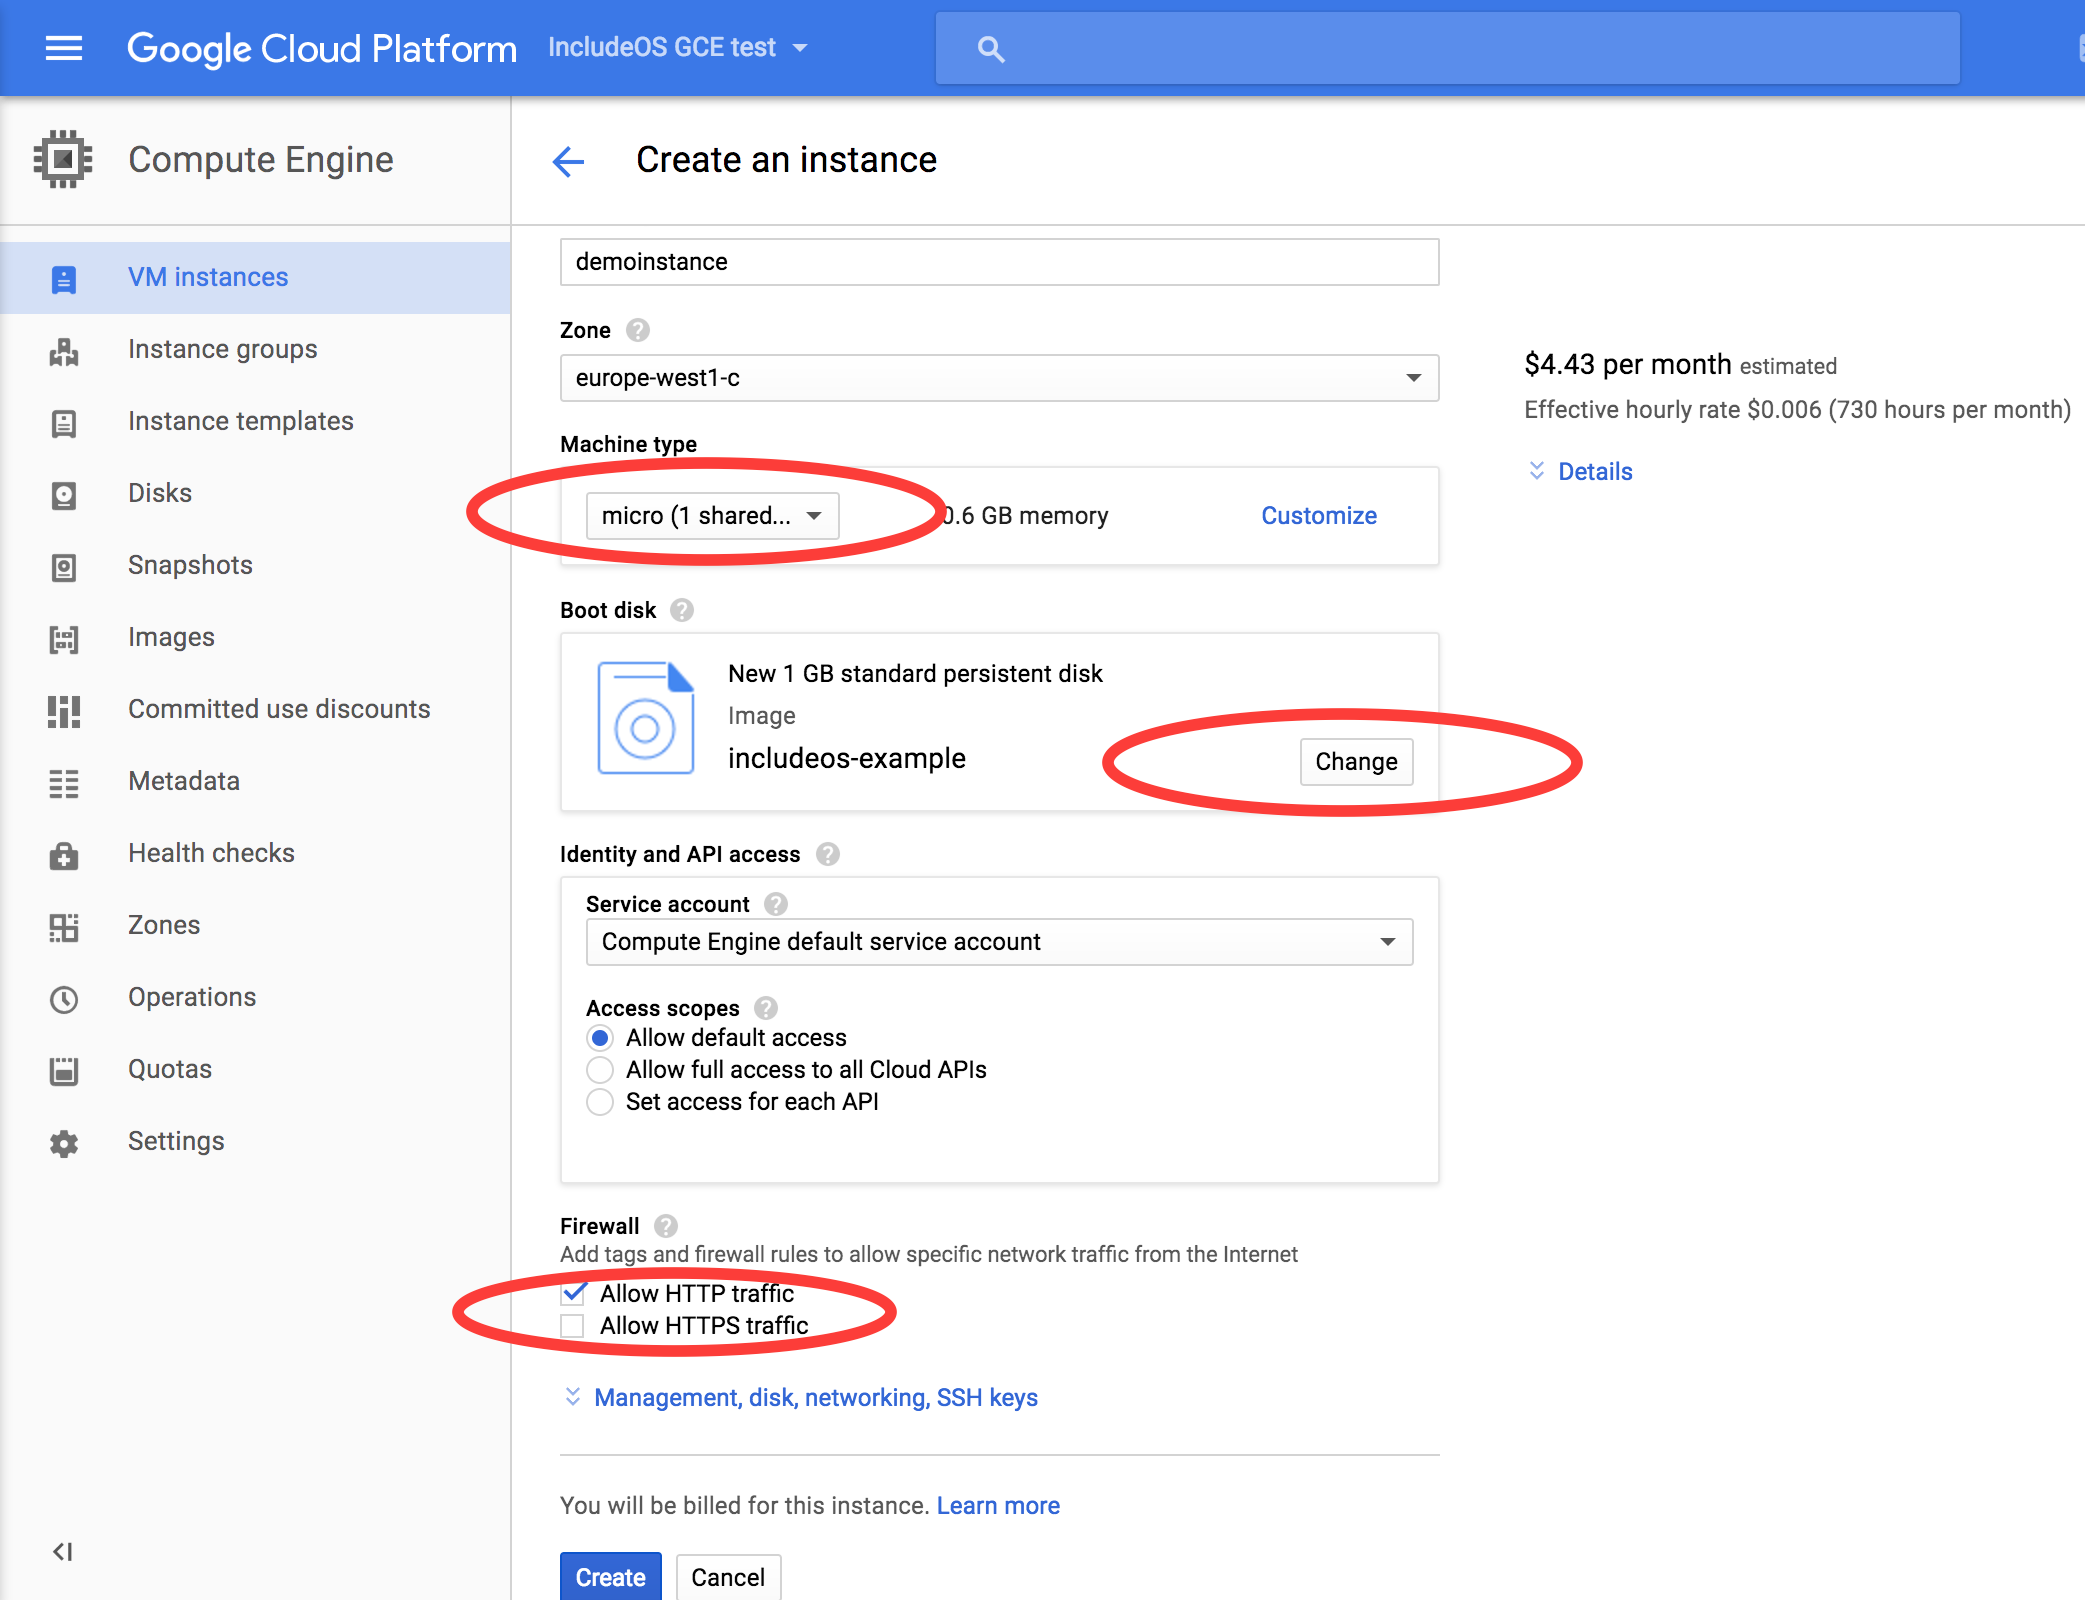 Google Cloud Platform IncludeOS GCE test
Compute Engine
VM instances
Instance groups
Instance templates
Disks
Snapshots
Images
Committed use discounts
Metadata
Health checks
Zones
Operations
Quotas
Settings
Create an instance
demoinstance
Zone
europe-west1-c
Machine type
micro (1 shared... 0.6 GB memory Customize
Boot disk
New 1 GB standard persistent disk
Image
includeos-example
Change
Identity and API access
Service account
Compute Engine default service account
Access scopes
Allow default access
Allow full access to all Cloud APIs
Set access for each API
Firewall
Add tags and firewall rules to allow specific network traffic from the Internet
Allow HTTP traffic
Allow HTTPS traffic
Management, disk, networking, SSH keys
You will be billed for this instance. Learn more
Create Cancel
$4.43 per month estimated
Effective hourly rate $0.006 (730 hours per month)
Details